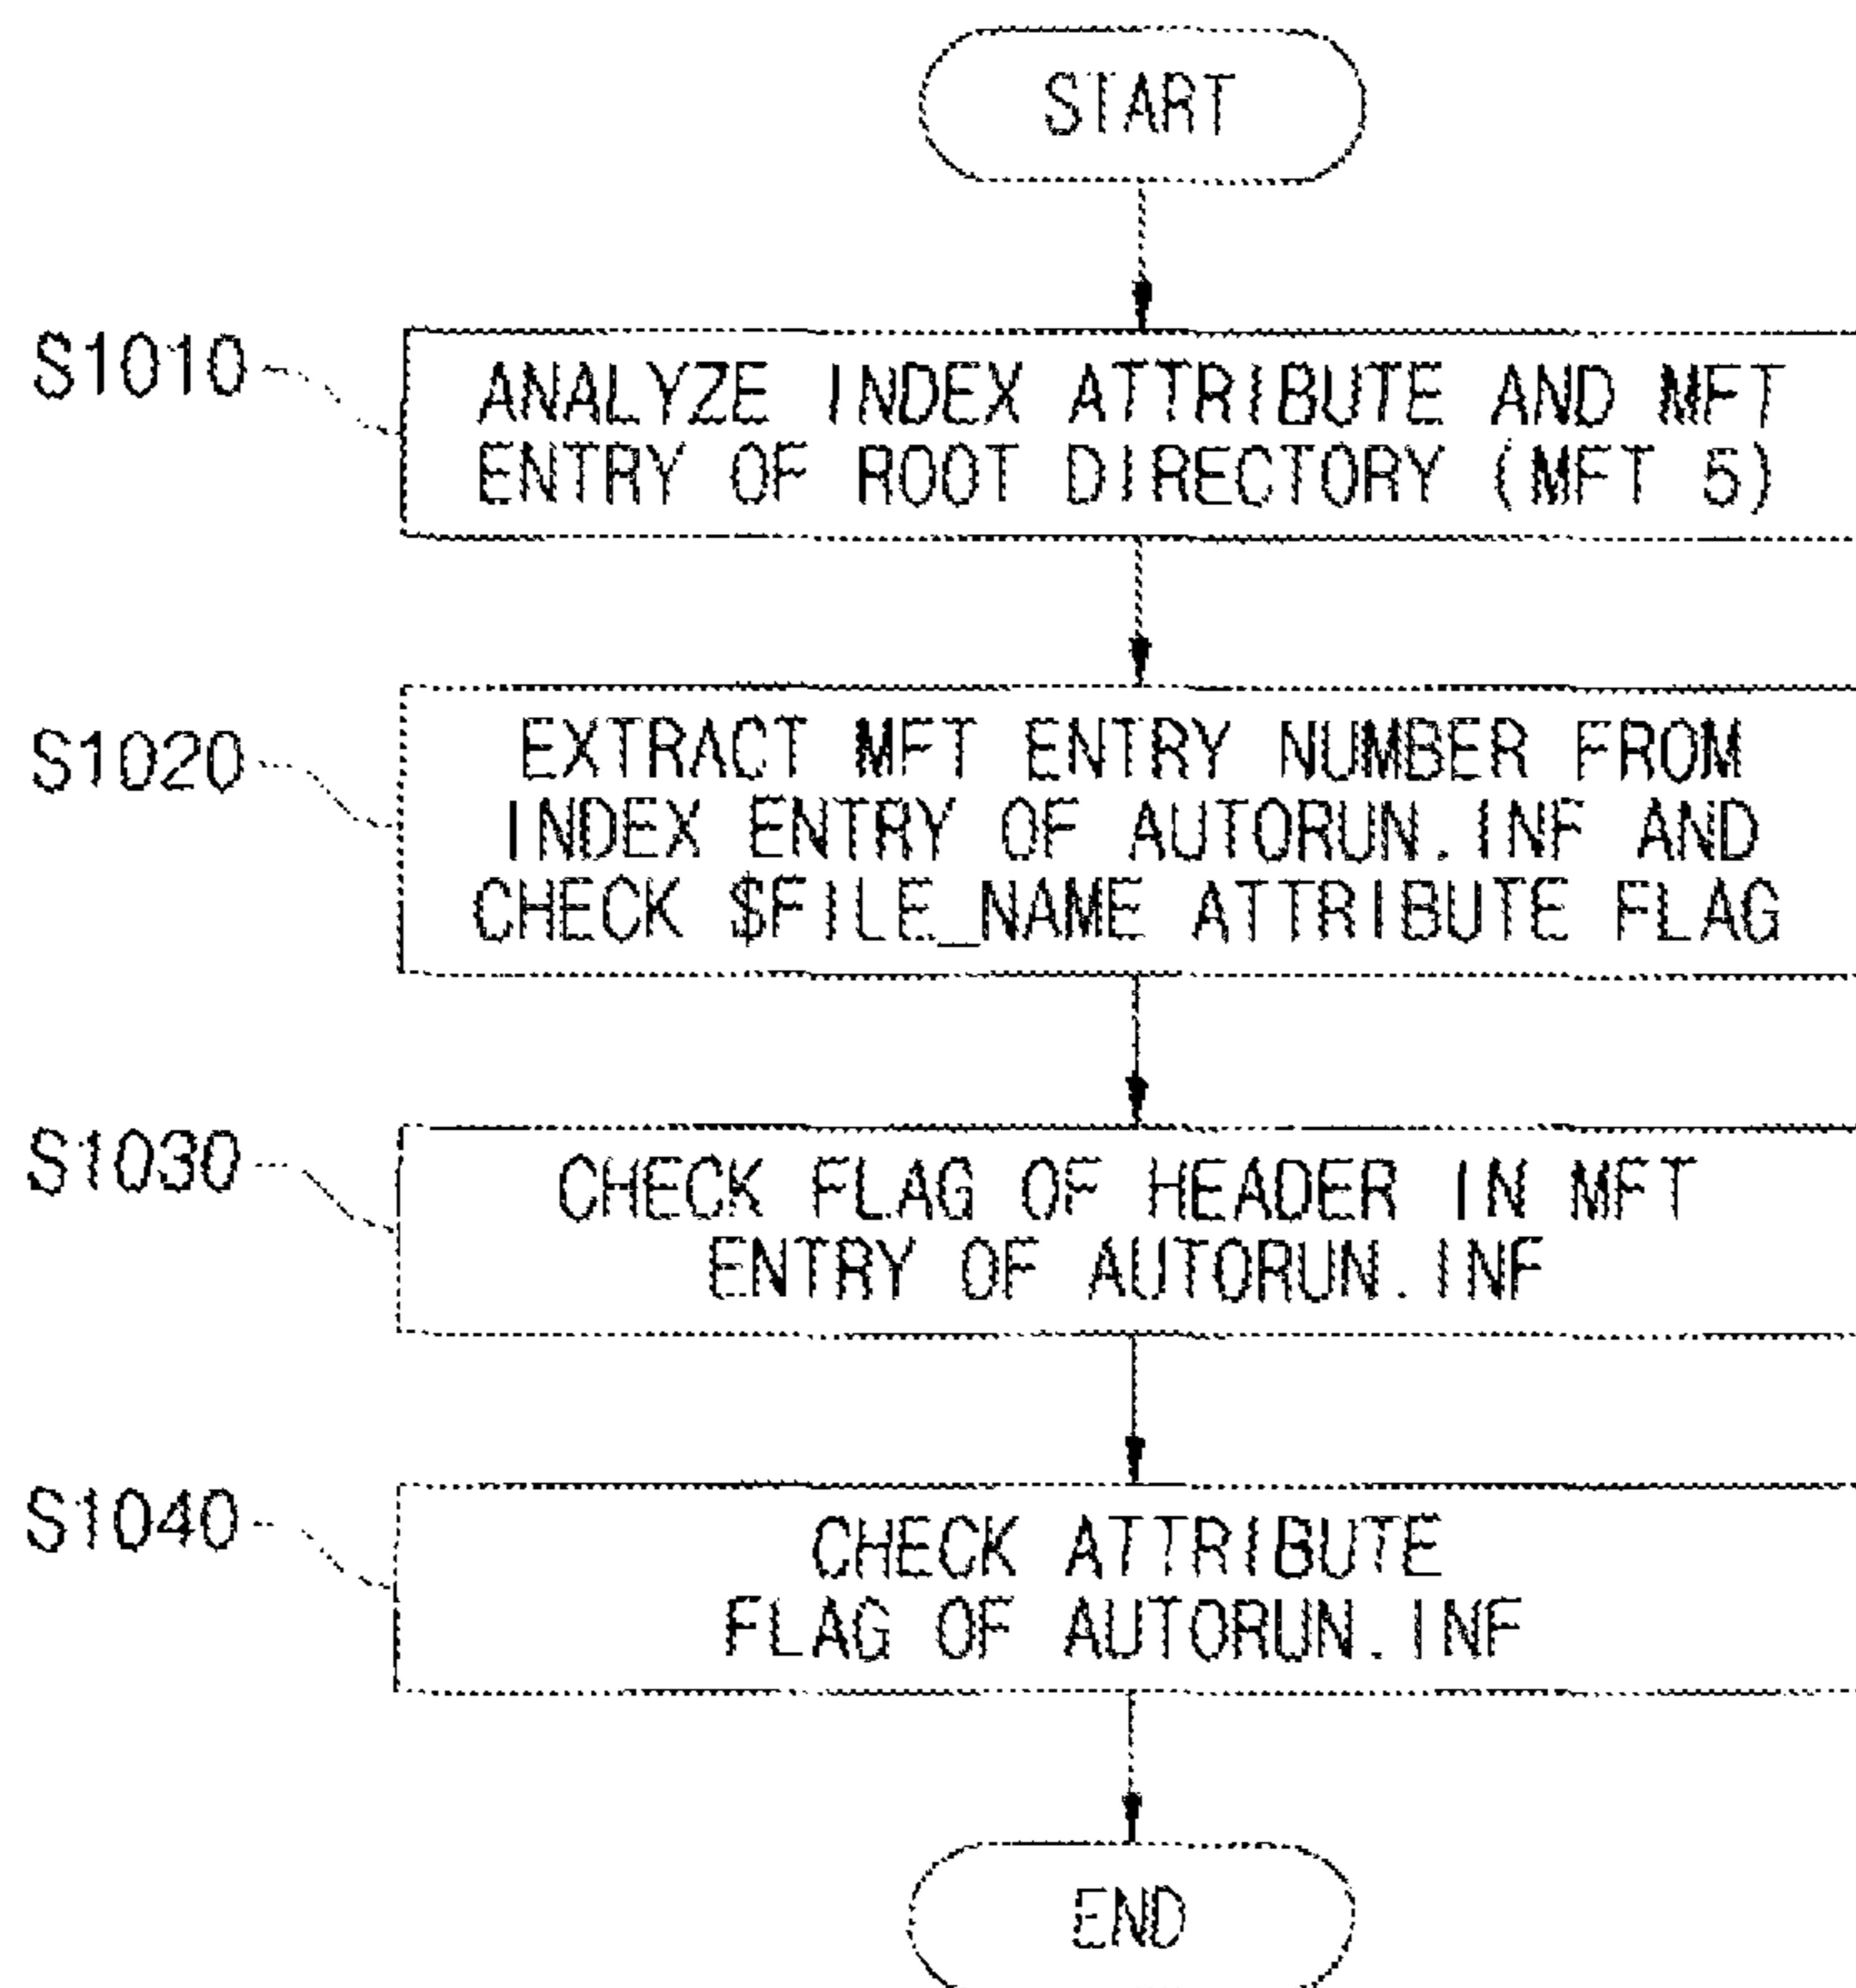 START
S1010
ANALYZE INDEX ATTRIBUTE AND MFT
ENTRY OF ROOT DIRECTORY (MFT 5)
S1020
EXTRACT MFT ENTRY NUMBER FROM
INDEX ENTRY OF AUTORUN.INF AND
CHECK $FILE_NAME ATTRIBUTE FLAG
S1030
CHECK FLAG OF HEADER IN MFT
ENTRY OF AUTORUN.INF
S1040
CHECK ATTRIBUTE
FLAG OF AUTORUN.INF
END